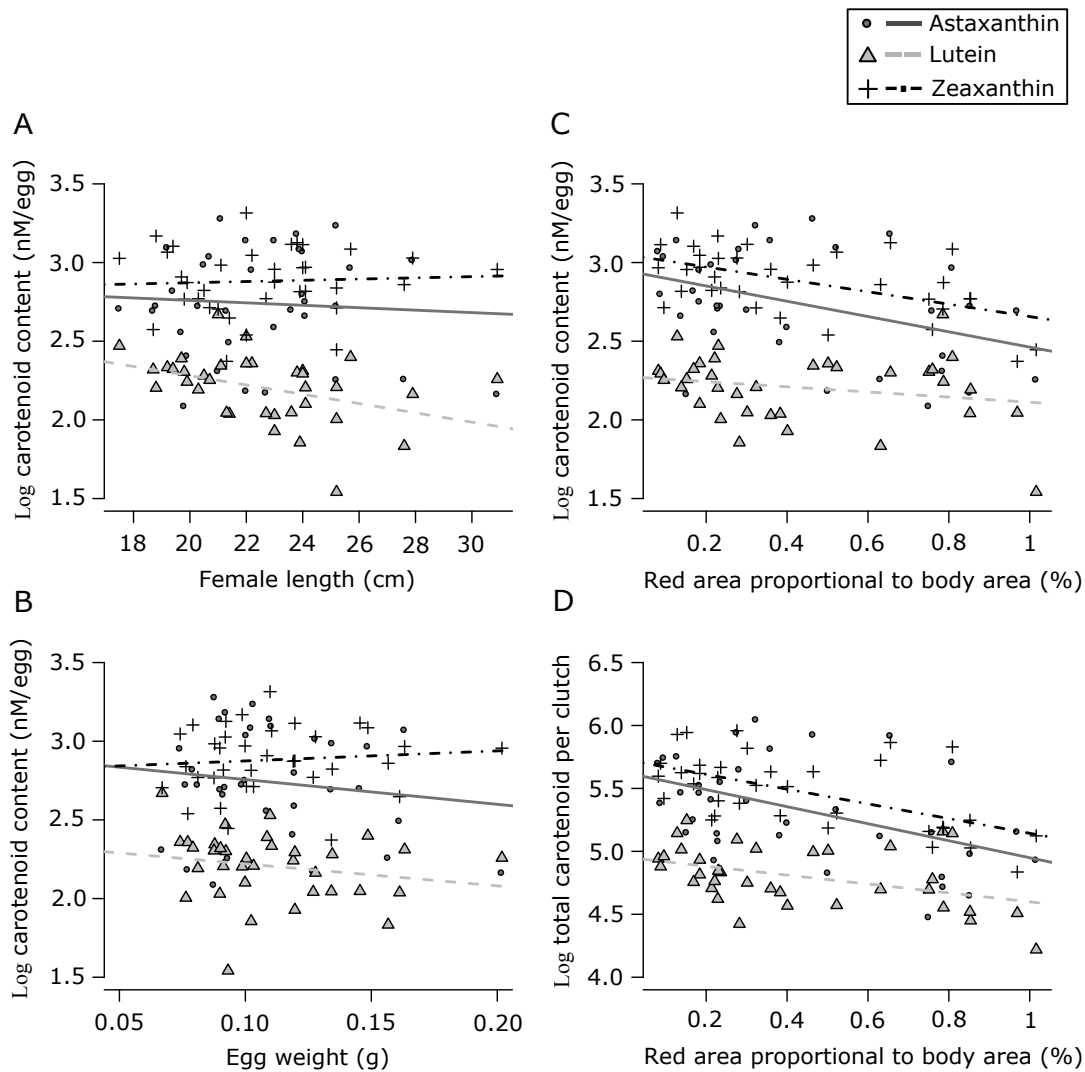 Astaxanthin
Lutein
Zeaxanthin
A
Log carotenoid content (nM/egg)
3.5
3.0
2.5
2.0
1.5
18 20 22 24 26 28 30
Female length (cm)
C
Log carotenoid content (nM/egg)
3.5
3.0
2.5
2.0
1.5
0.2 0.4 0.6 0.8 1
Red area proportional to body area (%)
B
Log carotenoid content (nM/egg)
3.5
3.0
2.5
2.0
1.5
0.05 0.10 0.15 0.20
Egg weight (g)
D
Log total carotenoid per clutch
6.5
6.0
5.5
5.0
4.5
4.0
0.2 0.4 0.6 0.8 1
Red area proportional to body area (%)